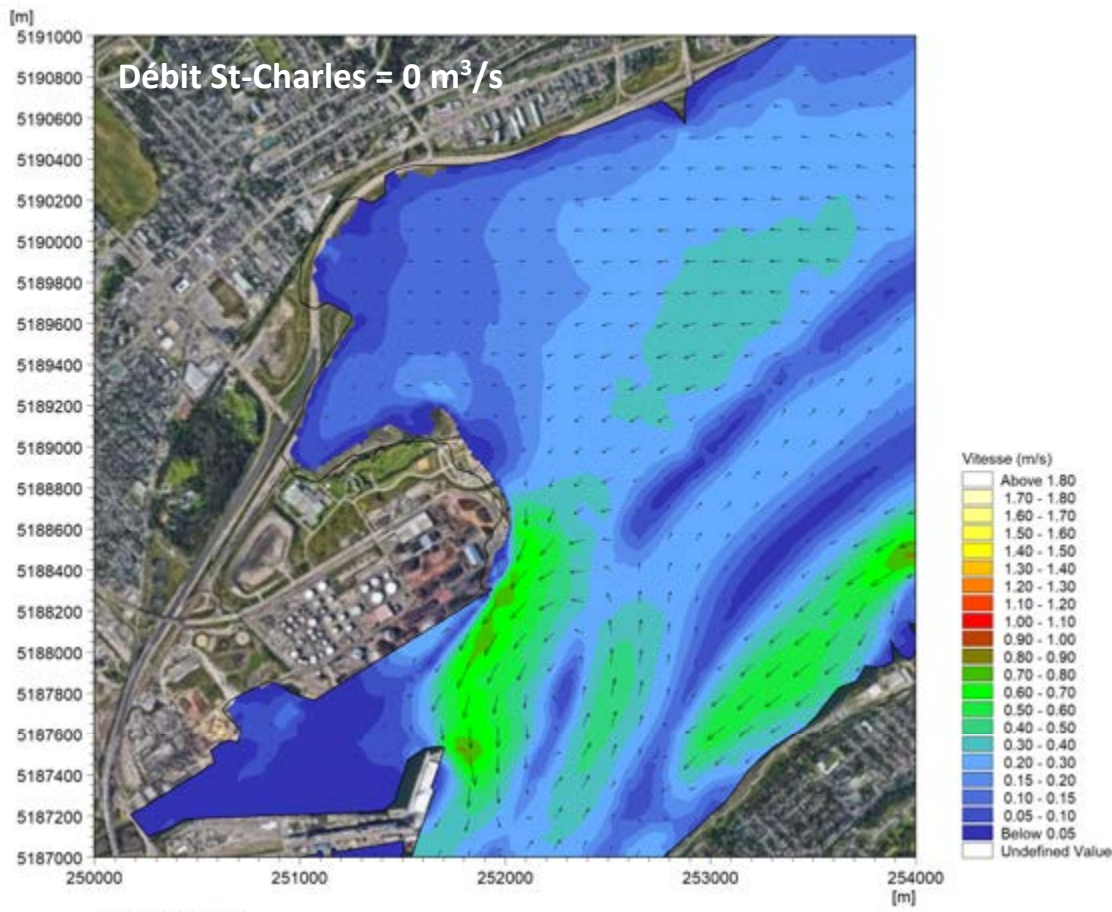 [m]
5191000
Débit St-Charles = 0 m³/s
5190800
5190600
5190400
5190200
5190000
5189800
5189600
5189400
5189200
5189000
5188800
5188600
5188400
5188200
5188000
5187800
5187600
5187400
5187200
5187000
250000 251000 252000 253000 254000
[m]
Vitesse (m/s)
Above 1.80
1.70 - 1.80
1.60 - 1.70
1.50 - 1.60
1.40 - 1.50
1.30 - 1.40
1.20 - 1.30
1.10 - 1.20
1.00 - 1.10
0.90 - 1.00
0.80 - 0.90
0.70 - 0.80
0.60 - 0.70
0.50 - 0.60
0.40 - 0.50
0.30 - 0.40
0.20 - 0.30
0.15 - 0.20
0.10 - 0.15
0.05 - 0.10
Below 0.05
Undefined Value